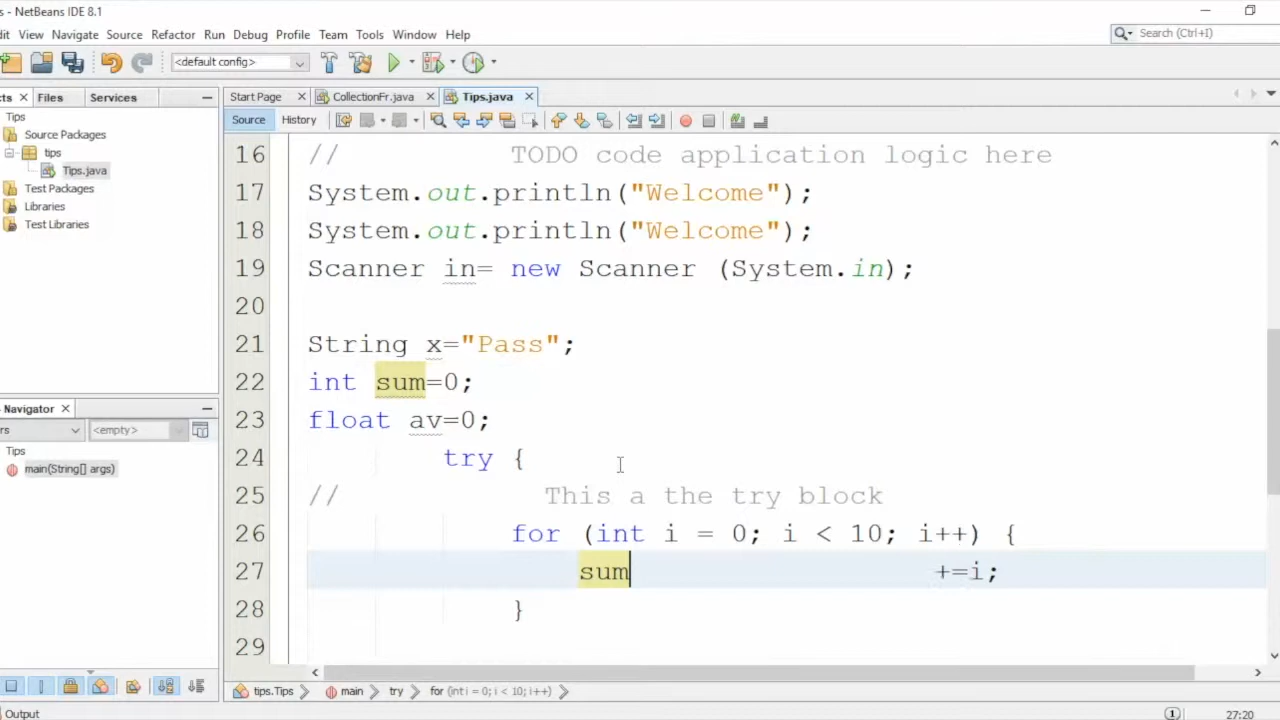 s - NetBeans IDE 8.1
dit View Navigate Source Refactor Run Debug Profile Team Tools Window Help
Search (Ctrl+I)
<default config>
cts Files Services
Start Page CollectionFr.java Tips.java
Source History
Tips
Source Packages
tips
Tips.java
Test Packages
Libraries
Test Libraries
16 // TODO code application logic here
17 System.out.println("Welcome");
18 System.out.println("Welcome");
19 Scanner in= new Scanner (System.in);
20
21 String x="Pass";
22 int sum=0;
23 float av=0;
24 try {
25 // This a the try block
26 for (int i = 0; i < 10; i++) {
27 sum +=i;
28 }
29
Navigator
rs <empty>
Tips
main(String[] args)
tips.Tips main try for (int i = 0; i < 10; i++)
Output
1 27:20